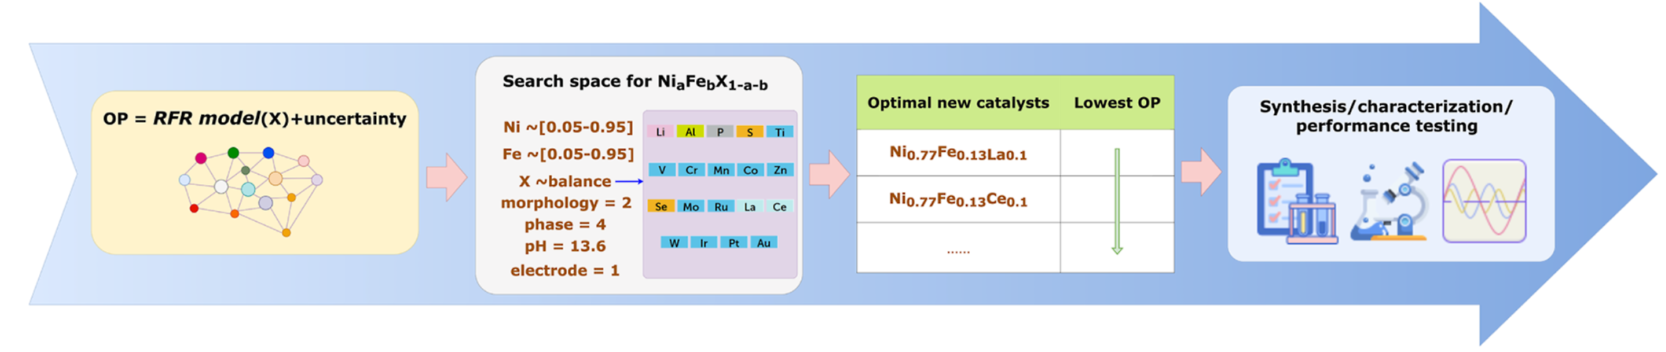 OP = RFR model(X)+uncertainty
Search space for NiaFebX1-a-b
Ni ~[0.05-0.95]
Fe ~[0.05-0.95]
X ~balance
morphology = 2
phase = 4
pH = 13.6
electrode = 1
Li Al P S Ti
V Cr Mn Co Zn
Se Mo Ru La Ce
W Ir Pt Au
Optimal new catalysts Lowest OP
Ni0.77Fe0.13La0.1
Ni0.77Fe0.13Ce0.1
......
Synthesis/characterization/
performance testing